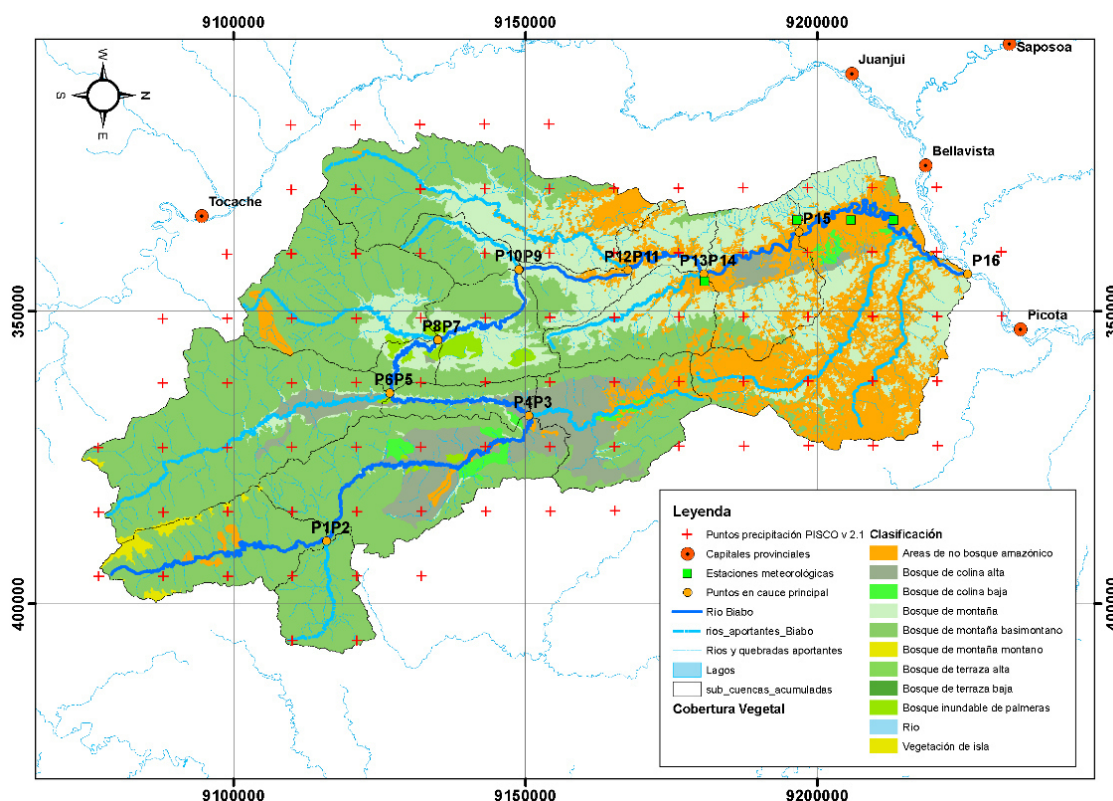 9100000
9150000
9200000
W
S
N
E
Saposoa
Juanjui
Bellavista
Tocache
P15
P10P9
P12P11
P13P14
P16
350000
Picota
P8P7
P6P5
P4P3
P1P2
400000
400000
Leyenda
Puntos precipitación PISCO v 2.1
Capitales provinciales
Estaciones meteorológicas
Puntos en cauce principal
Río Biabo
rios_aportantes_Biabo
Rios y quebradas aportantes
Lagos
sub_cuencas_acumuladas
Cobertura Vegetal
Clasificación
Areas de no bosque amazónico
Bosque de colina alta
Bosque de colina baja
Bosque de montaña
Bosque de montaña basimontano
Bosque de montaña montano
Bosque de terraza alta
Bosque de terraza baja
Bosque inundable de palmeras
Rio
Vegetación de isla
9100000
9150000
9200000
350000